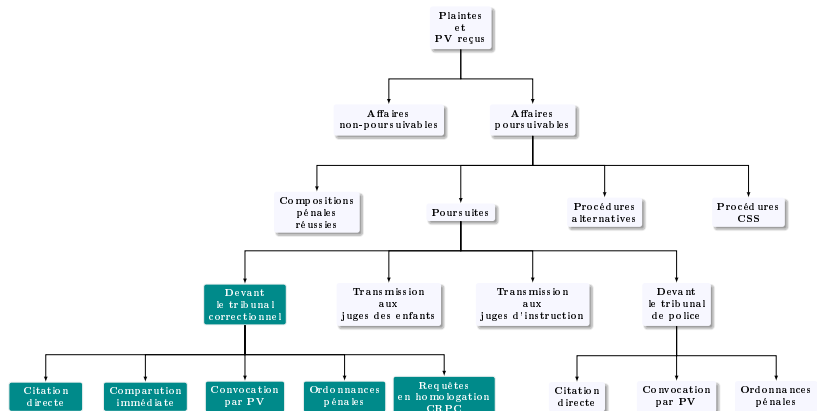 Plaintes
et
PV reçus
Affaires
non-poursuivables
Affaires
poursuivables
Compositions
pénales
réussies
Poursuites
Procédures
alternatives
Procédures
CSS
Devant
le tribunal
correctionnel
Transmission
aux
juges des enfants
Transmission
aux
juges d'instruction
Devant
le tribunal
de police
Citation
directe
Comparution
immédiate
Convocation
par PV
Ordonnances
pénales
Requêtes
en homologation
CRPC
Citation
directe
Convocation
par PV
Ordonnances
pénales